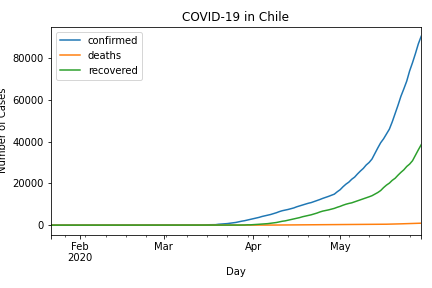 COVID-19 in Chile
confirmed
deaths
recovered
80000
60000
40000
20000
0
Number of Cases
Feb
2020
Mar
Apr
May
Day